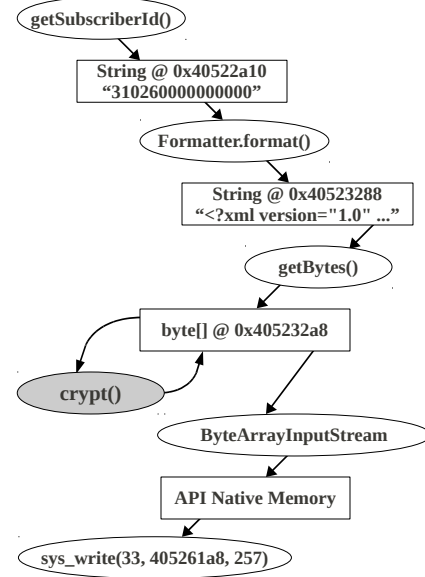 getSubscriberId()
String @ 0x40522a10
“310260000000000”
Formatter.format()
String @ 0x40523288
“<?xml version="1.0" ...”
getBytes()
byte[] @ 0x405232a8
crypt()
ByteArrayInputStream
API Native Memory
sys_write(33, 405261a8, 257)